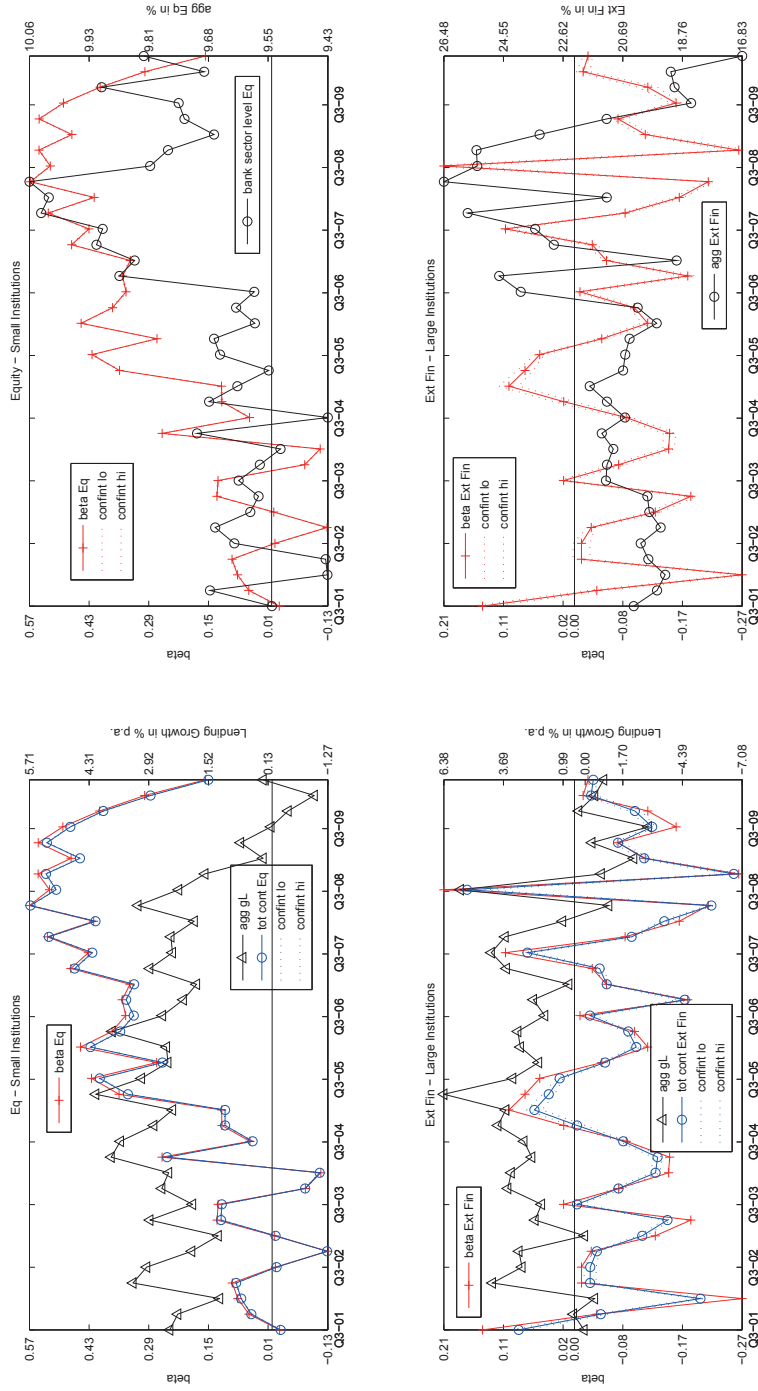 Eq − Small Institutions
beta
0.57
0.43
0.29
0.15
0.01
−0.13
Lending Growth in % p.a.
5.71
4.31
2.92
1.52
0.13
−1.27
Q3−01
Q3−02
Q3−03
Q3−04
Q3−05
Q3−06
Q3−07
Q3−08
Q3−09
beta Eq
agg gL
tot cont Eq
confint lo
confint hi
Equity − Small Institutions
beta
0.57
0.43
0.29
0.15
0.01
−0.13
agg Eq in %
10.06
9.93
9.81
9.68
9.55
9.43
Q3−01
Q3−02
Q3−03
Q3−04
Q3−05
Q3−06
Q3−07
Q3−08
Q3−09
beta Eq
confint lo
confint hi
bank sector level Eq
Ext Fin − Large Institutions
beta
0.21
0.11
0.02
0.00
−0.08
−0.17
−0.27
Lending Growth in % p.a.
6.38
3.69
0.99
0.00
−1.70
−4.39
−7.08
Q3−01
Q3−02
Q3−03
Q3−04
Q3−05
Q3−06
Q3−07
Q3−08
Q3−09
beta Ext Fin
agg gL
tot cont Ext Fin
confint lo
confint hi
Ext Fin − Large Institutions
beta
0.21
0.11
0.02
0.00
−0.08
−0.17
−0.27
Ext Fin in %
26.48
24.55
22.62
20.69
18.76
16.83
Q3−01
Q3−02
Q3−03
Q3−04
Q3−05
Q3−06
Q3−07
Q3−08
Q3−09
beta Ext Fin
confint lo
confint hi
agg Ext Fin